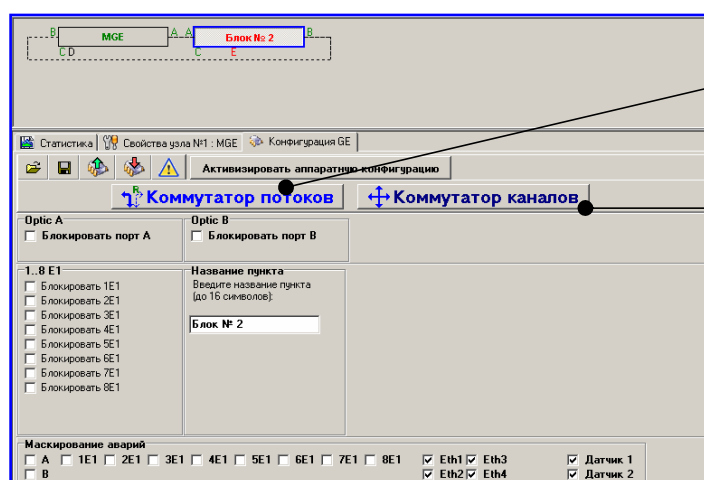 B MGE A A Блок № 2 B
C D C E
Статистика Свойства узла №1 : MGE Конфигурация GE
Активизировать аппаратную конфигурацию
R Коммутатор потоков Коммутатор каналов
Optic A Optic B
Блокировать порт А Блокировать порт В
1..8 E1 Название пункта
Блокировать 1E1 Введите название пункта
Блокировать 2E1 (до 16 символов):
Блокировать 3E1
Блокировать 4E1 Блок № 2
Блокировать 5E1
Блокировать 6E1
Блокировать 7E1
Блокировать 8E1
Маскирование аварий
A 1E1 2E1 3E1 4E1 5E1 6E1 7E1 8E1 Eth1 Eth3 Датчик 1
B Eth2 Eth4 Датчик 2